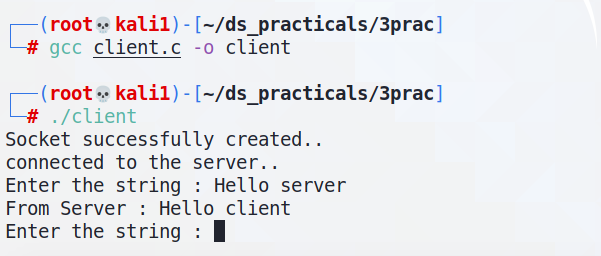 ┌──(root💀kali1)-[~/ds_practicals/3prac]
└─# gcc client.c -o client
┌──(root💀kali1)-[~/ds_practicals/3prac]
└─# ./client
Socket successfully created..
connected to the server..
Enter the string : Hello server
From Server : Hello client
Enter the string :